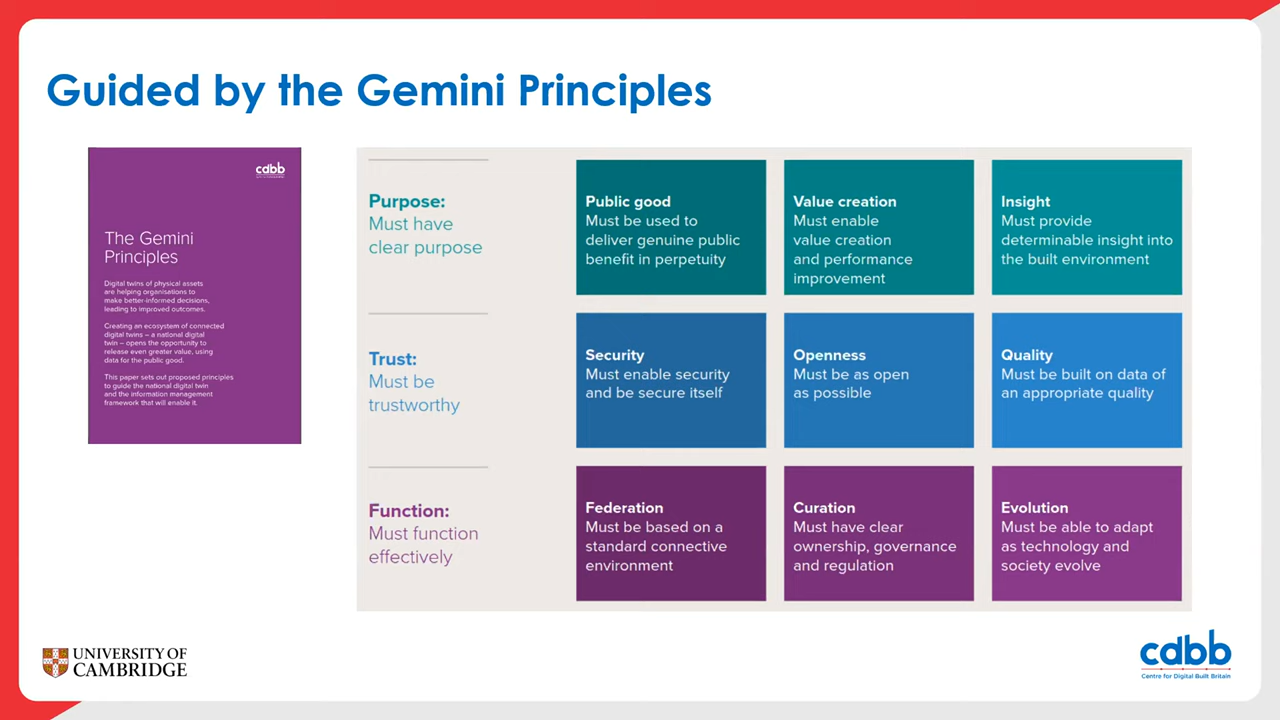 Guided by the Gemini Principles
cdbb
The Gemini
Principles
Digital twins of physical assets
are helping organisations to
make better-informed decisions,
leading to improved outcomes.
Creating an ecosystem of connected
digital twins – a national digital
twin – opens the opportunity to
release even greater value, using
data for the public good.
This paper sets out proposed principles
to guide the national digital twin
and the information management
framework that will enable it.
Purpose:
Must have
clear purpose
Public good
Must be used to
deliver genuine public
benefit in perpetuity
Value creation
Must enable
value creation
and performance
improvement
Insight
Must provide
determinable insight into
the built environment
Trust:
Must be
trustworthy
Security
Must enable security
and be secure itself
Openness
Must be as open
as possible
Quality
Must be built on data of
an appropriate quality
Function:
Must function
effectively
Federation
Must be based on a
standard connective
environment
Curation
Must have clear
ownership, governance
and regulation
Evolution
Must be able to adapt
as technology and
society evolve
UNIVERSITY OF
CAMBRIDGE
cdbb
Centre for Digital Built Britain